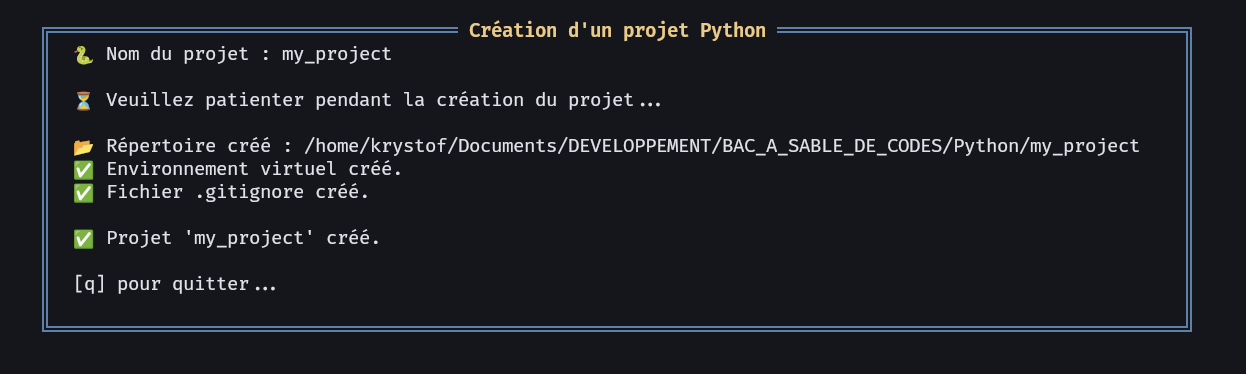 Création d'un projet Python
🐍 Nom du projet : my_project
⏳ Veuillez patienter pendant la création du projet...
📂 Répertoire créé : /home/krystof/Documents/DEVELOPPEMENT/BAC_A_SABLE_DE_CODES/Python/my_project
✅ Environnement virtuel créé.
✅ Fichier .gitignore créé.
✅ Projet 'my_project' créé.
[q] pour quitter...